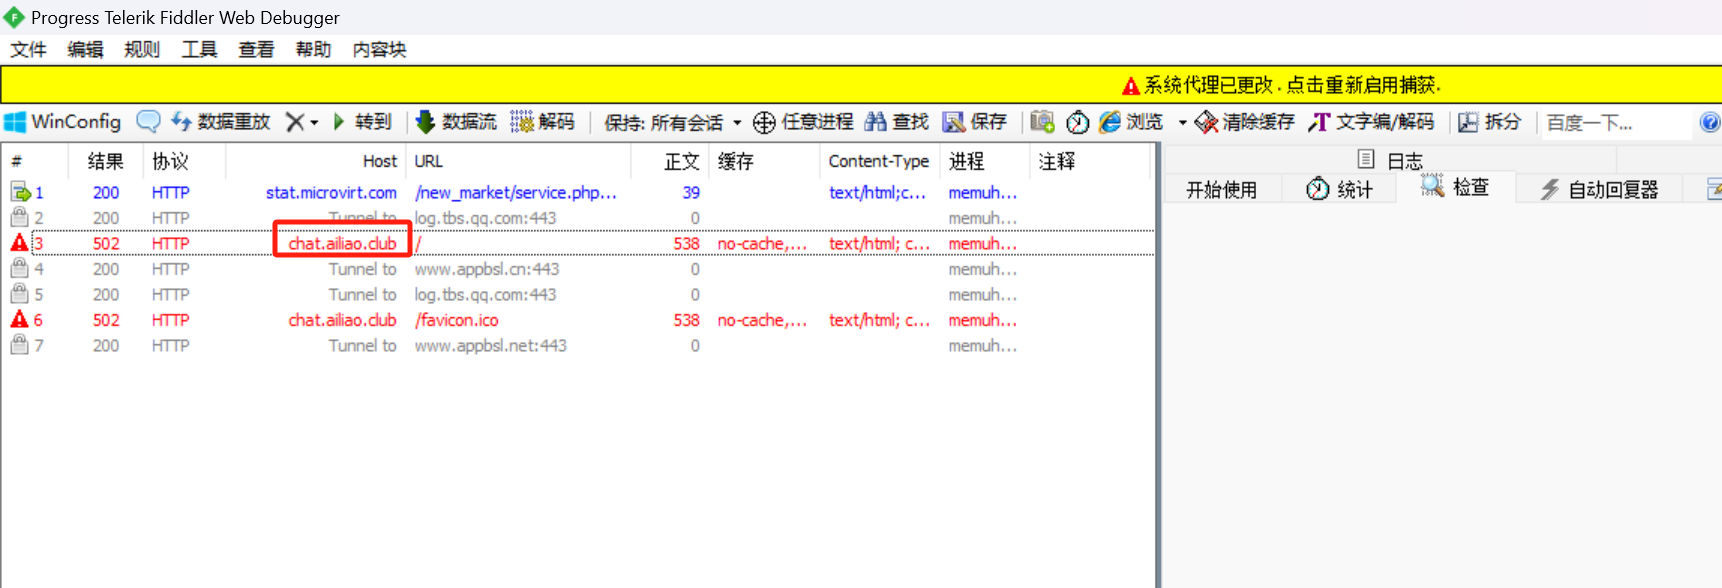 Progress Telerik Fiddler Web Debugger
文件 编辑 规则 工具 查看 帮助 内容块
系统代理已更改. 点击重新启用捕获.
WinConfig 数据重放 转到 数据流 解码 保持: 所有会话 任意进程 查找 保存 浏览 清除缓存 文字编/解码 拆分 百度一下...
# 结果 协议 Host URL 正文 缓存 Content-Type 进程 注释
1 200 HTTP stat.microvirt.com /new_market/service.php... 39 text/html;c... memuh...
2 200 HTTP Tunnel to log.tbs.qq.com:443 0 memuh...
3 502 HTTP chat.ailiao.club / 538 no-cache,... text/html; c... memuh...
4 200 HTTP Tunnel to www.appbsl.cn:443 0 memuh...
5 200 HTTP Tunnel to log.tbs.qq.com:443 0 memuh...
6 502 HTTP chat.ailiao.club /favicon.ico 538 no-cache,... text/html; c... memuh...
7 200 HTTP Tunnel to www.appbsl.net:443 0 memuh...
日志
开始使用 统计 检查 自动回复器